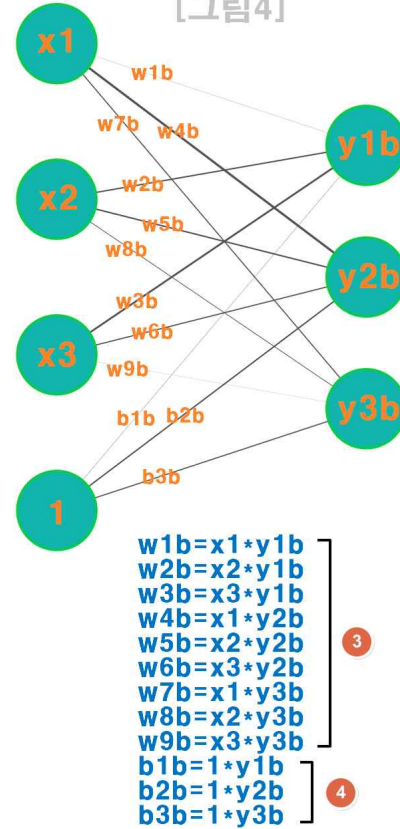 [그림4]
x1
w1b
w7b
w4b
y1b
w2b
x2
w5b
w8b
y2b
w3b
w6b
x3
w9b
y3b
b1b
b2b
b3b
1
w1b=x1*y1b
w2b=x2*y1b
w3b=x3*y1b
w4b=x1*y2b
w5b=x2*y2b
w6b=x3*y2b
3
w7b=x1*y3b
w8b=x2*y3b
w9b=x3*y3b
b1b=1*y1b
b2b=1*y2b
4
b3b=1*y3b